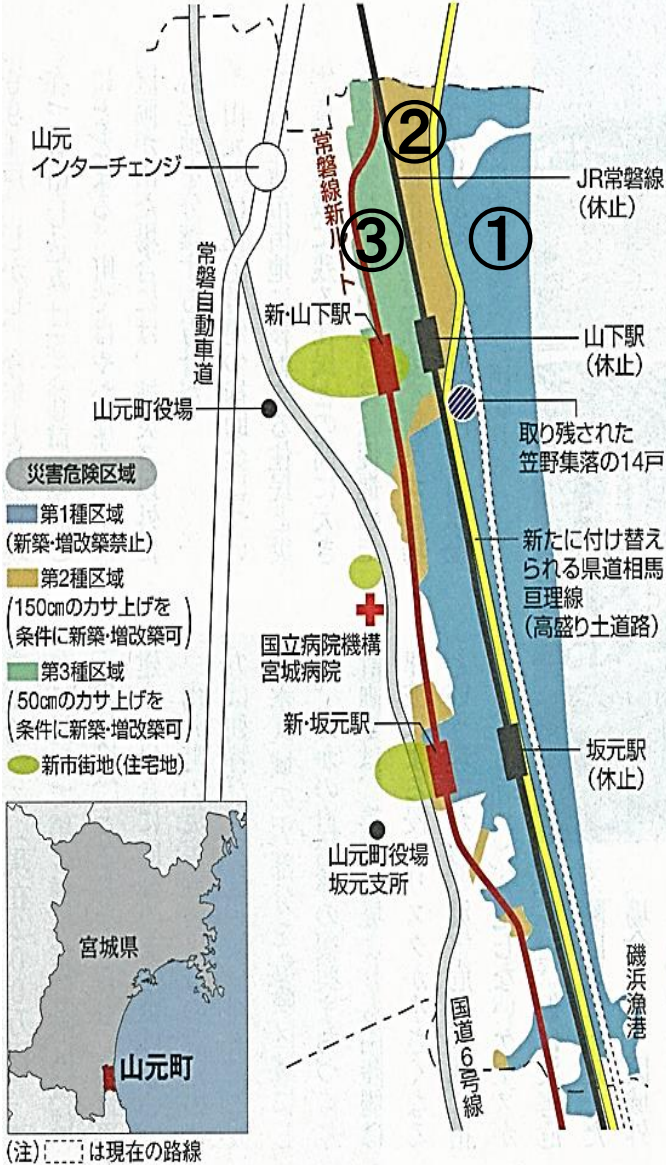 山元
インターチェンジ
常磐線新ルート
②
JR常磐線
(休止)
③
①
常磐自動車道
新・山下駅
山下駅
(休止)
山元町役場
取り残された
笠野集落の14戸
災害危険区域
第1種区域
(新築・増改築禁止)
第2種区域
(150cmのカサ上げを
条件に新築・増改築可)
第3種区域
(50cmのカサ上げを
条件に新築・増改築可)
新市街地(住宅地)
新たに付け替え
られる県道相馬
亘理線
(高盛り土道路)
国立病院機構
宮城病院
新・坂元駅
坂元駅
(休止)
山元町役場
坂元支所
宮城県
山元町
国道6号線
磯浜漁港
(注) は現在の路線